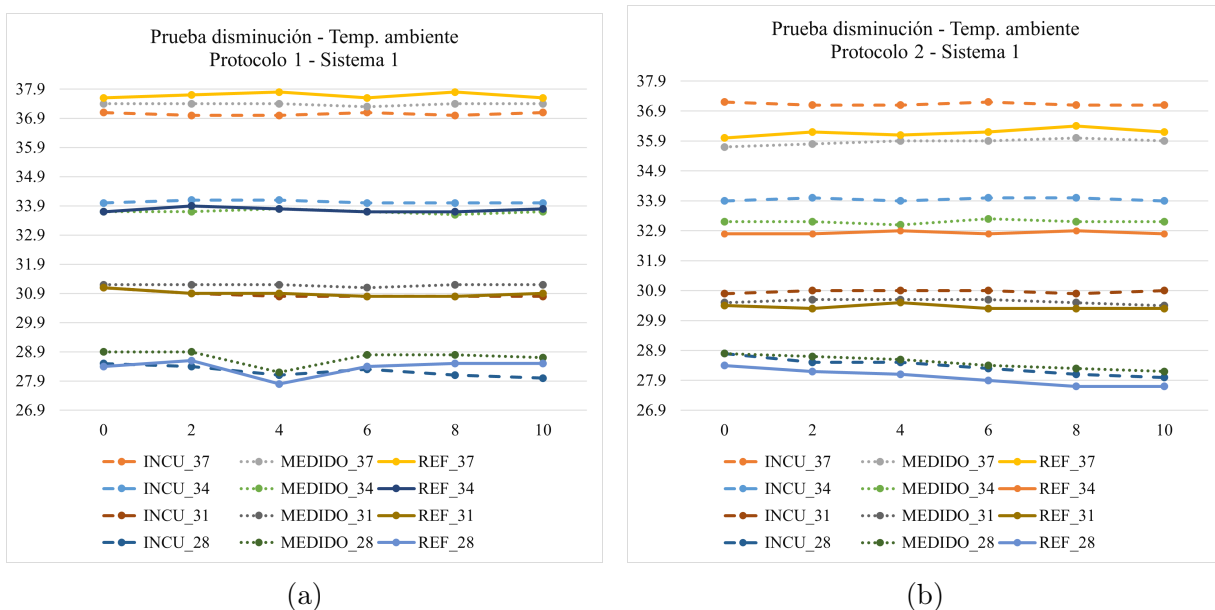 Prueba disminución - Temp. ambiente
Protocolo 1 - Sistema 1
37.9
36.9
35.9
34.9
33.9
32.9
31.9
30.9
29.9
28.9
27.9
26.9
0 2 4 6 8 10
INCU_37 MEDIDO_37 REF_37
INCU_34 MEDIDO_34 REF_34
INCU_31 MEDIDO_31 REF_31
INCU_28 MEDIDO_28 REF_28
(a)
Prueba disminución - Temp. ambiente
Protocolo 2 - Sistema 1
37.9
36.9
35.9
34.9
33.9
32.9
31.9
30.9
29.9
28.9
27.9
26.9
0 2 4 6 8 10
INCU_37 MEDIDO_37 REF_37
INCU_34 MEDIDO_34 REF_34
INCU_31 MEDIDO_31 REF_31
INCU_28 MEDIDO_28 REF_28
(b)